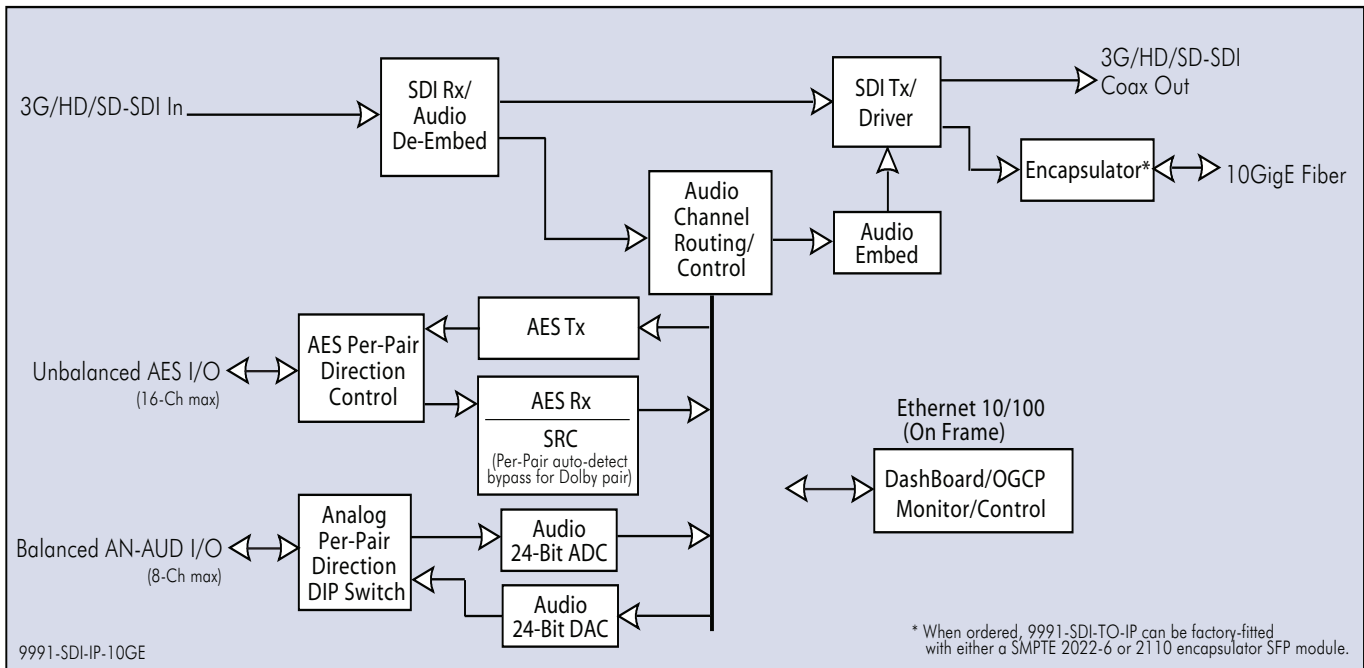 3G/HD/SD-SDI In
SDI Rx/
Audio
De-Embed
SDI Tx/
Driver
3G/HD/SD-SDI
Coax Out
Encapsulator*
10GigE Fiber
Audio
Channel
Routing/
Control
Audio
Embed
Unbalanced AES I/O
(16-Ch max)
AES Per-Pair
Direction
Control
AES Tx
AES Rx
SRC
(Per-Pair auto-detect
bypass for Dolby pair)
Ethernet 10/100
(On Frame)
DashBoard/OGCP
Monitor/Control
Balanced AN-AUD I/O
(8-Ch max)
Analog
Per-Pair
Direction
DIP Switch
Audio
24-Bit ADC
Audio
24-Bit DAC
9991-SDI-IP-10GE
* When ordered, 9991-SDI-TO-IP can be factory-fitted
with either a SMPTE 2022-6 or 2110 encapsulator SFP module.